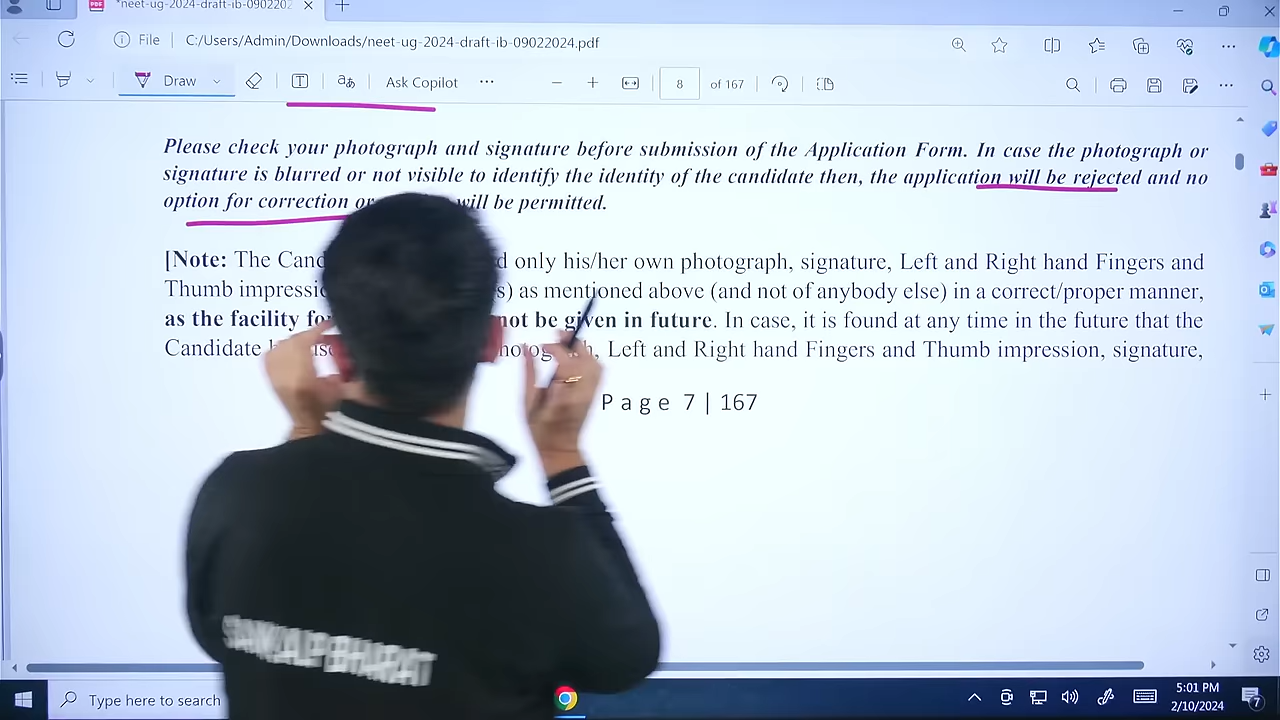 *neet-ug-2024-draft-ib-0902202
File C:/Users/Admin/Downloads/neet-ug-2024-draft-ib-09022024.pdf
Draw Ask Copilot 8 of 167
Please check your photograph and signature before submission of the Application Form. In case the photograph or
signature is blurred or not visible to identify the identity of the candidate then, the application will be rejected and no
option for correction or will be permitted.
[Note: The Cand only his/her own photograph, signature, Left and Right hand Fingers and
Thumb impressi s) as mentioned above (and not of anybody else) in a correct/proper manner,
as the facility fo not be given in future. In case, it is found at any time in the future that the
Candidate Left and Right hand Fingers and Thumb impression, signature,
Page 7 | 167
SANKALP BHARAT
Type here to search
5:01 PM
2/10/2024
7